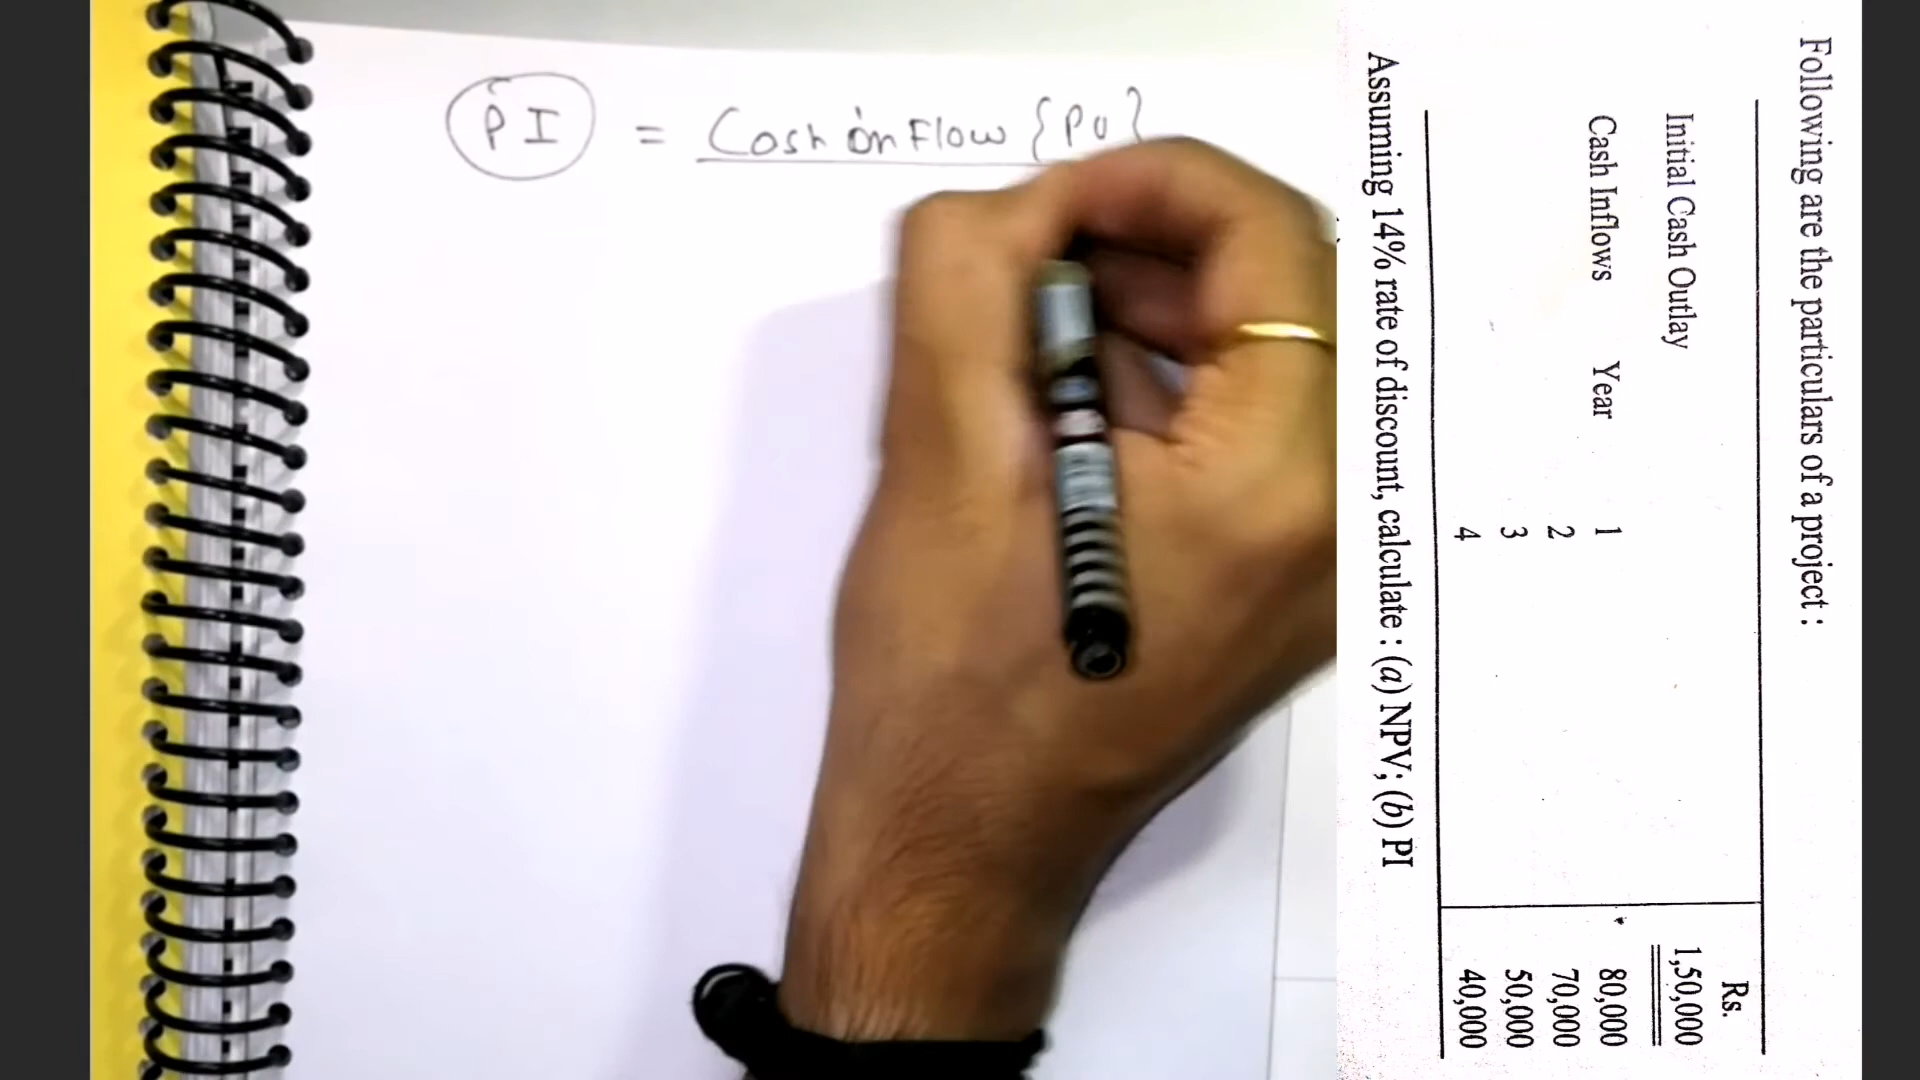 PI = Cash inflow {PV}
Following are the particulars of a project :
Rs.
Initial Cash Outlay 1,50,000
Cash Inflows Year 1 80,000
2 70,000
3 50,000
4 40,000
Assuming 14% rate of discount, calculate : (a) NPV; (b) PI